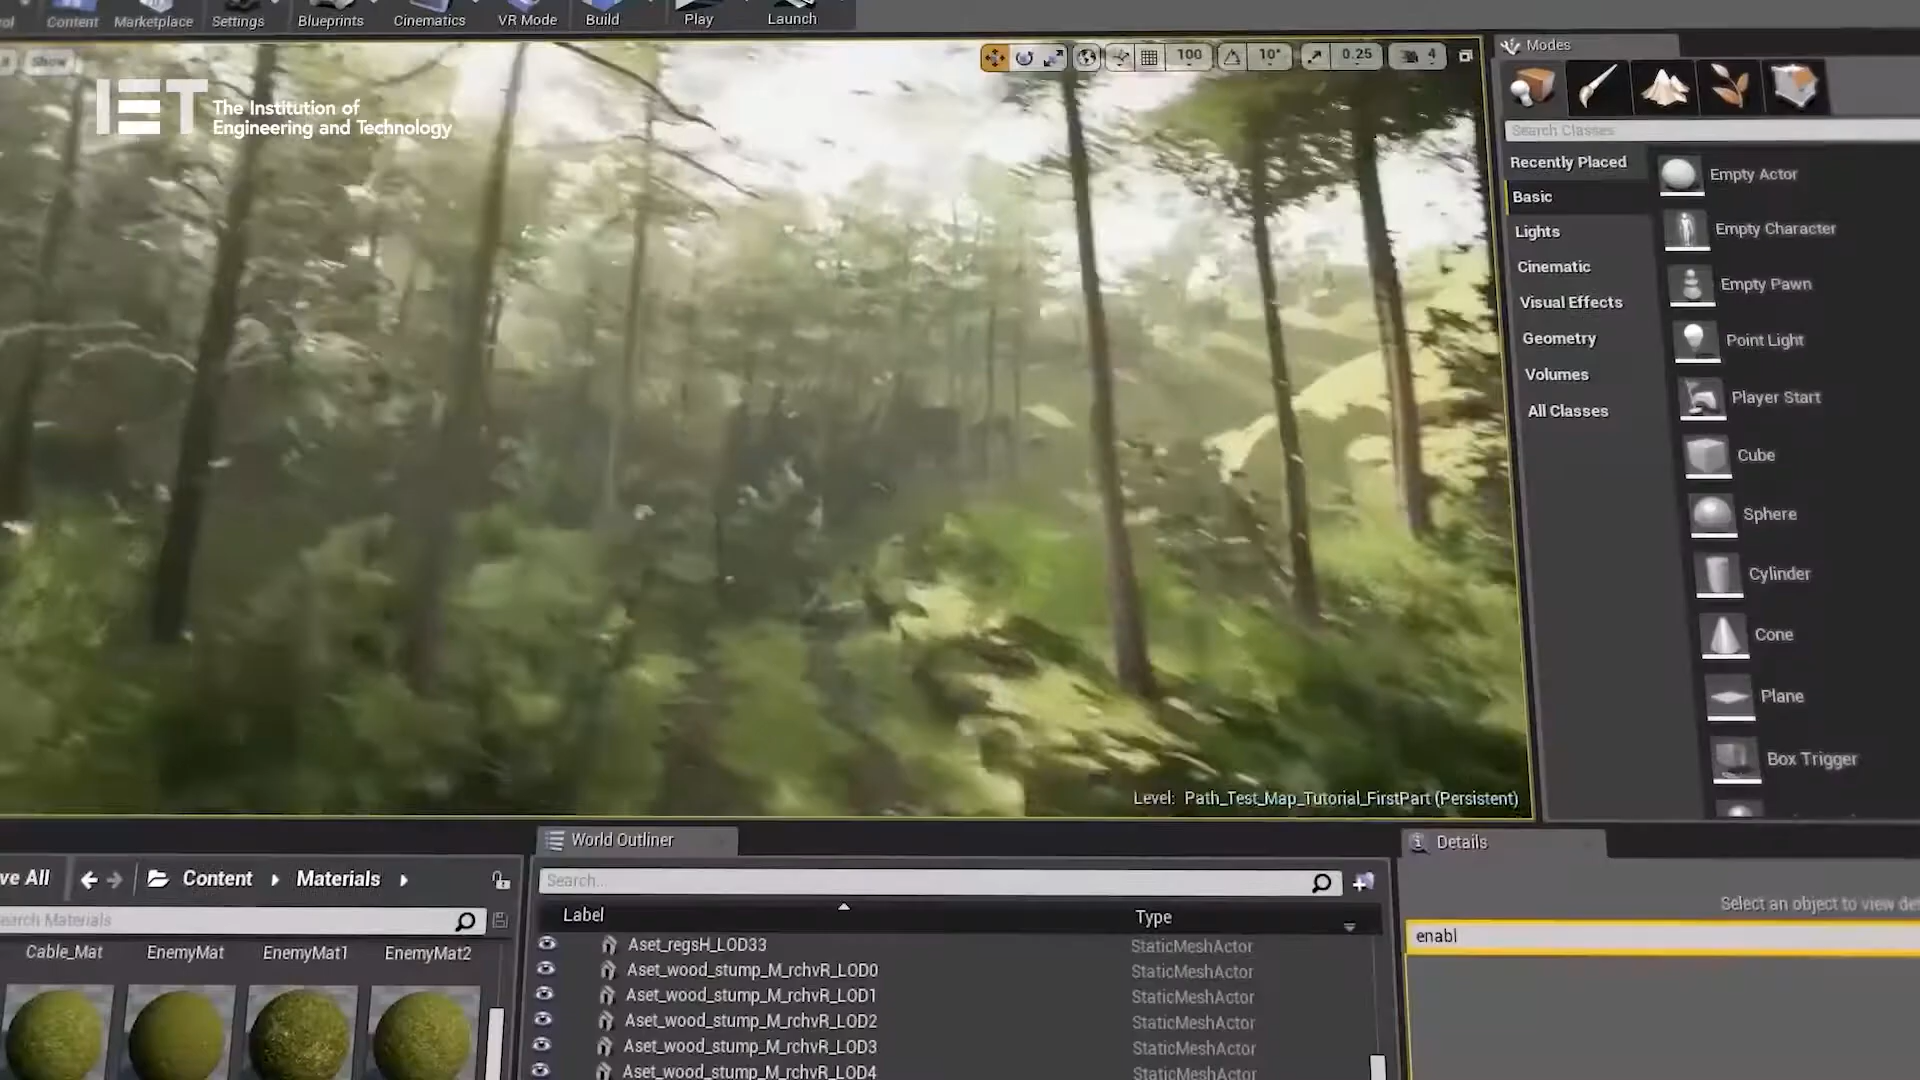 Content
Marketplace
Settings
Blueprints
Cinematics
VR Mode
Build
Play
Launch
Show
100
10°
0.25
4
IET The Institution of
Engineering and Technology
Modes
Search Classes
Recently Placed
Basic
Lights
Cinematic
Visual Effects
Geometry
Volumes
All Classes
Empty Actor
Empty Character
Empty Pawn
Point Light
Player Start
Cube
Sphere
Cylinder
Cone
Plane
Box Trigger
Level: Path_Test_Map_Tutorial_FirstPart (Persistent)
ve All
Content
Materials
earch Materials
Cable_Mat
EnemyMat
EnemyMat1
EnemyMat2
World Outliner
Search...
Label
Type
Aset_regsH_LOD33 StaticMeshActor
Aset_wood_stump_M_rchvR_LOD0 StaticMeshActor
Aset_wood_stump_M_rchvR_LOD1 StaticMeshActor
Aset_wood_stump_M_rchvR_LOD2 StaticMeshActor
Aset_wood_stump_M_rchvR_LOD3 StaticMeshActor
Aset_wood_stump_M_rchvR_LOD4 StaticMeshActor
Details
Select an object to view det
enabl